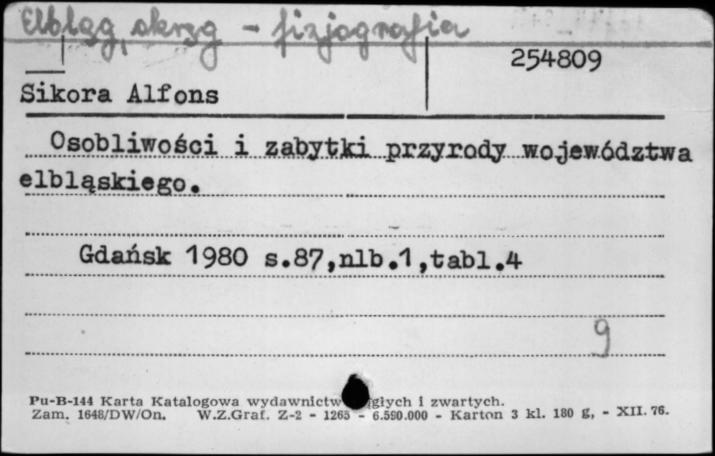 Elbląg, okrąg - fizjografia
254809
Sikora Alfons
Osobliwości i zabytki przyrody województwa
elbląskiego.
Gdańsk 1980 s.87,nlb.1,tabl.4
9
Pu-B-144 Karta Katalogowa wydawnictw głych i zwartych.
Zam. 1648/DW/On. W.Z.Graf. Z-2 - 1265 - 6.590.000 - Karton 3 kl. 180 g, - XII. 76.